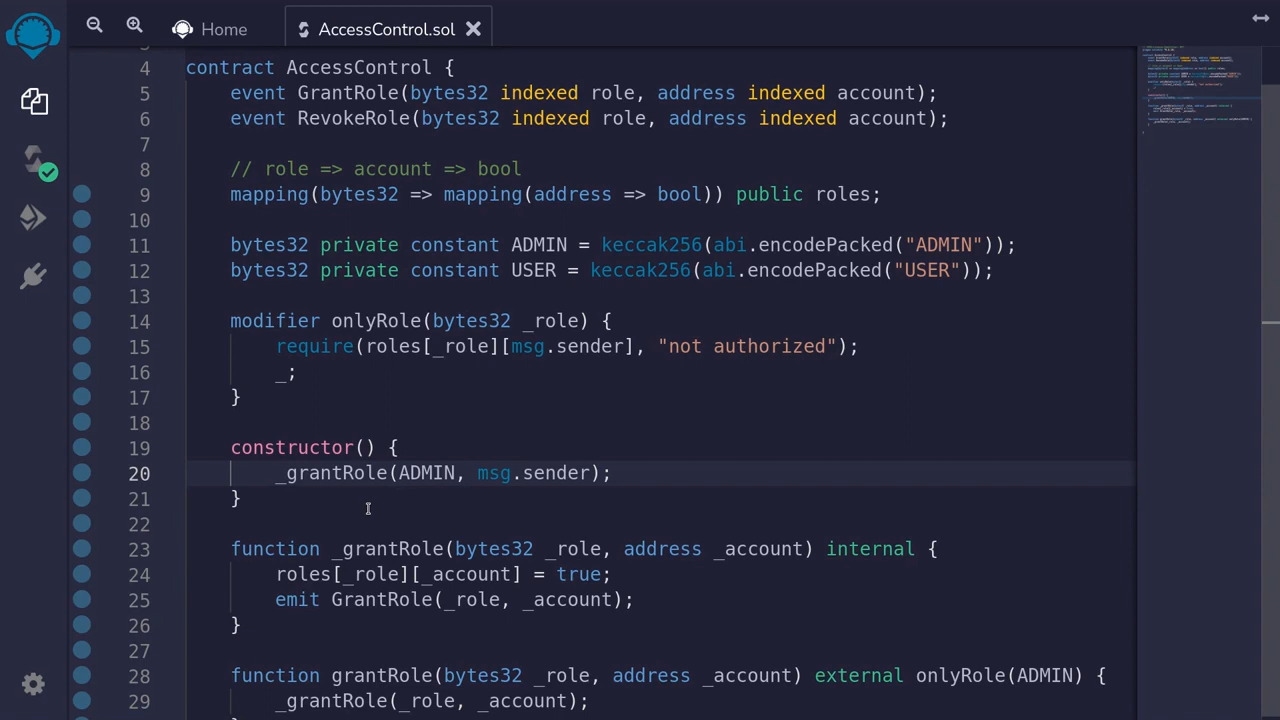 Home
AccessControl.sol
4 contract AccessControl {
5 event GrantRole(bytes32 indexed role, address indexed account);
6 event RevokeRole(bytes32 indexed role, address indexed account);
7
8 // role => account => bool
9 mapping(bytes32 => mapping(address => bool)) public roles;
10
11 bytes32 private constant ADMIN = keccak256(abi.encodePacked("ADMIN"));
12 bytes32 private constant USER = keccak256(abi.encodePacked("USER"));
13
14 modifier onlyRole(bytes32 _role) {
15 require(roles[_role][msg.sender], "not authorized");
16 _;
17 }
18
19 constructor() {
20 _grantRole(ADMIN, msg.sender);
21 }
22
23 function _grantRole(bytes32 _role, address _account) internal {
24 roles[_role][_account] = true;
25 emit GrantRole(_role, _account);
26 }
27
28 function grantRole(bytes32 _role, address _account) external onlyRole(ADMIN) {
29 _grantRole(_role, _account);